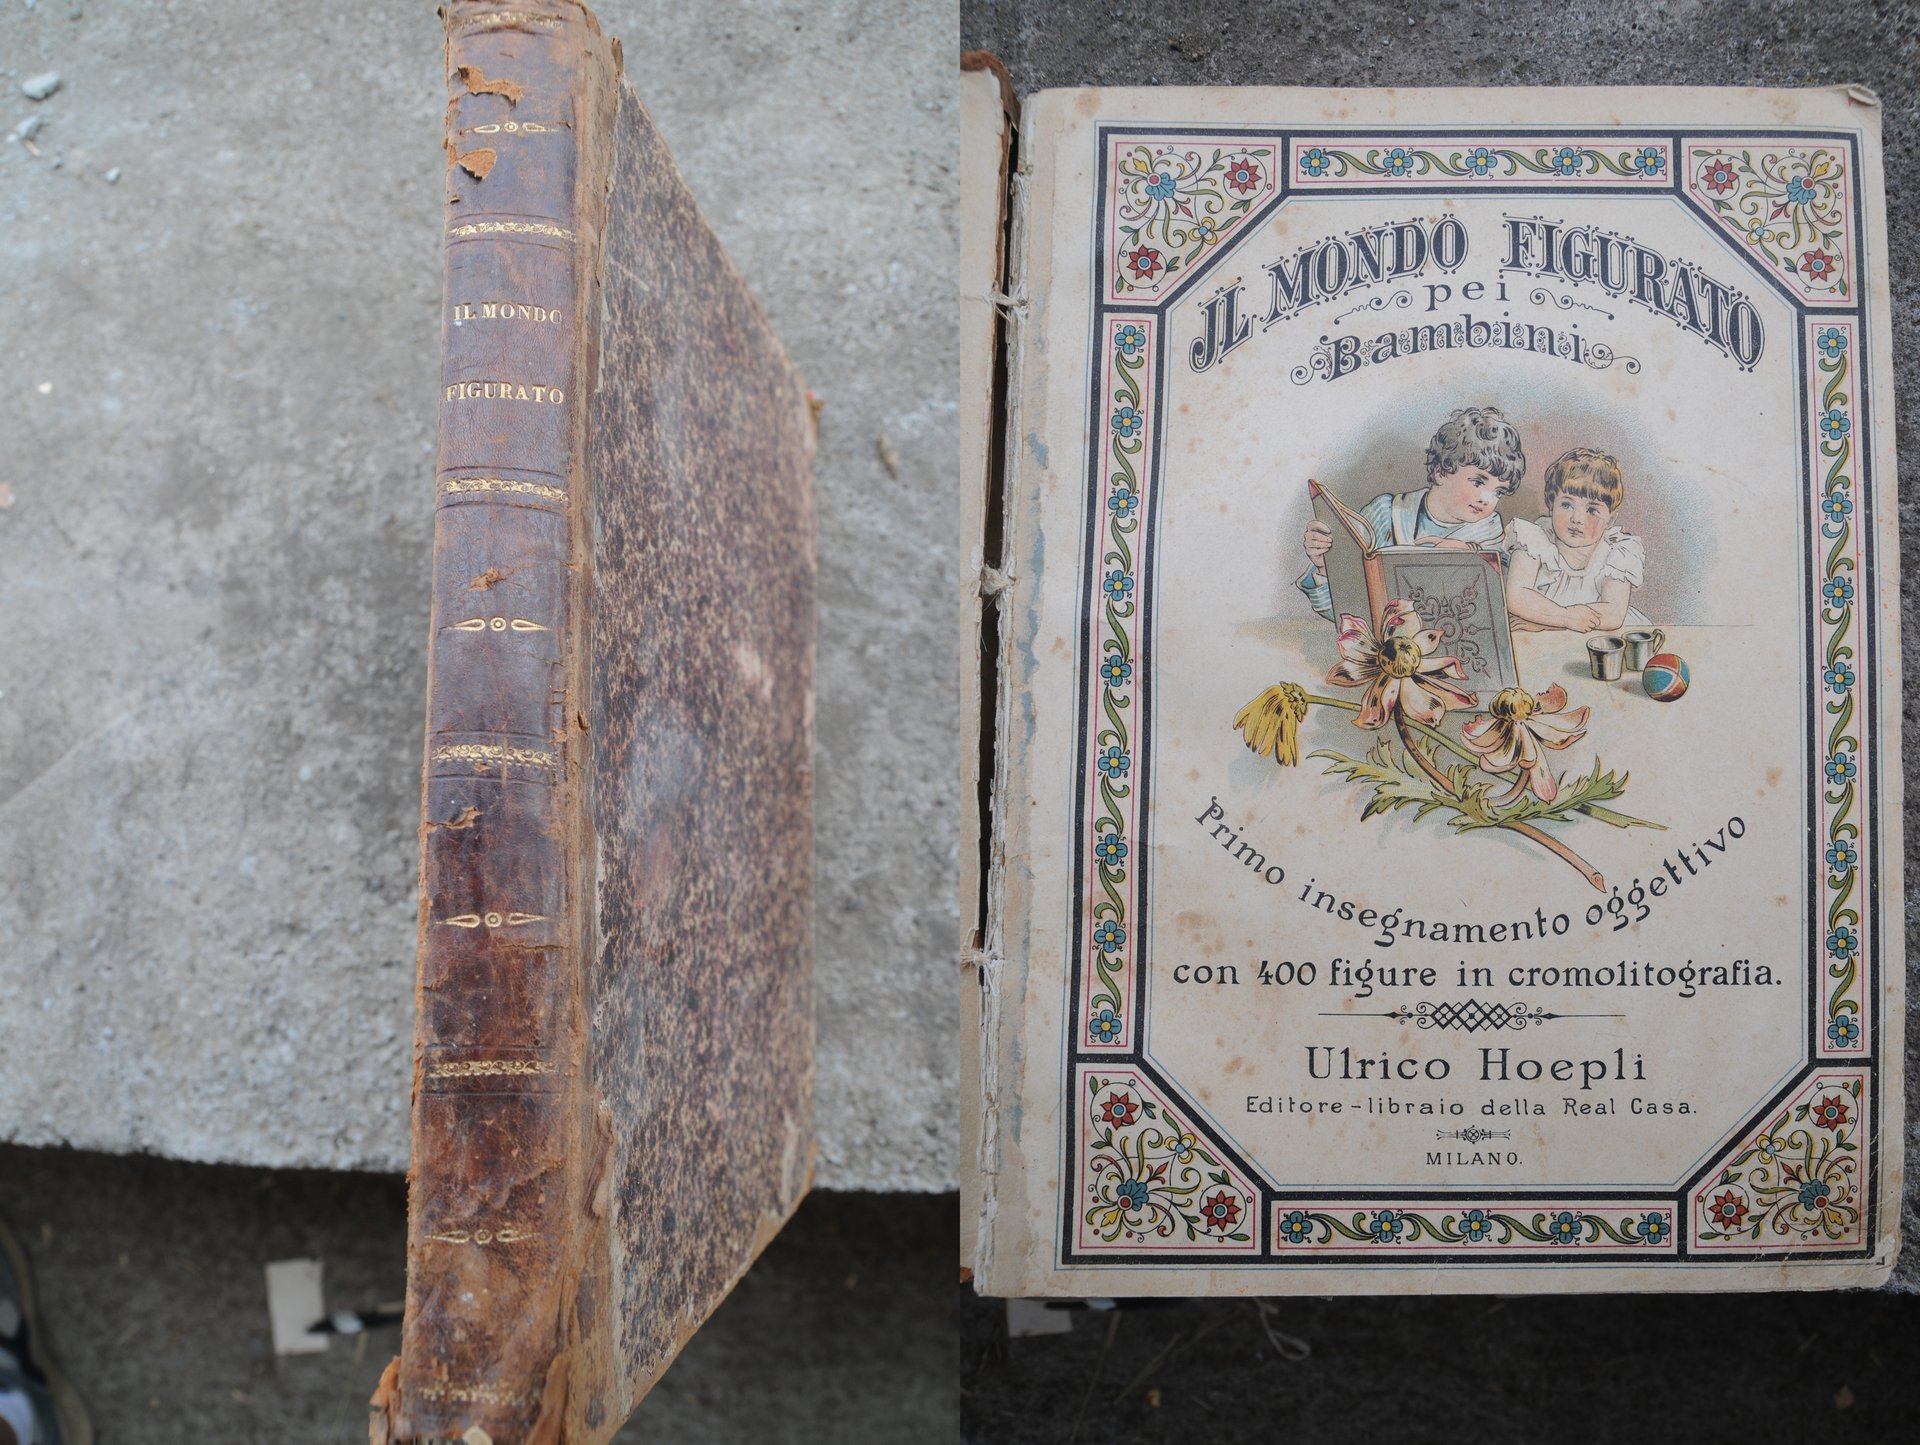 IL MONDO
FIGURATO
IL MONDO FIGURATO
pei
Bambini
Primo insegnamento oggettivo
con 400 figure in cromolitografia.
Ulrico Hoepli
Editore-libraio della Real Casa.
MILANO.